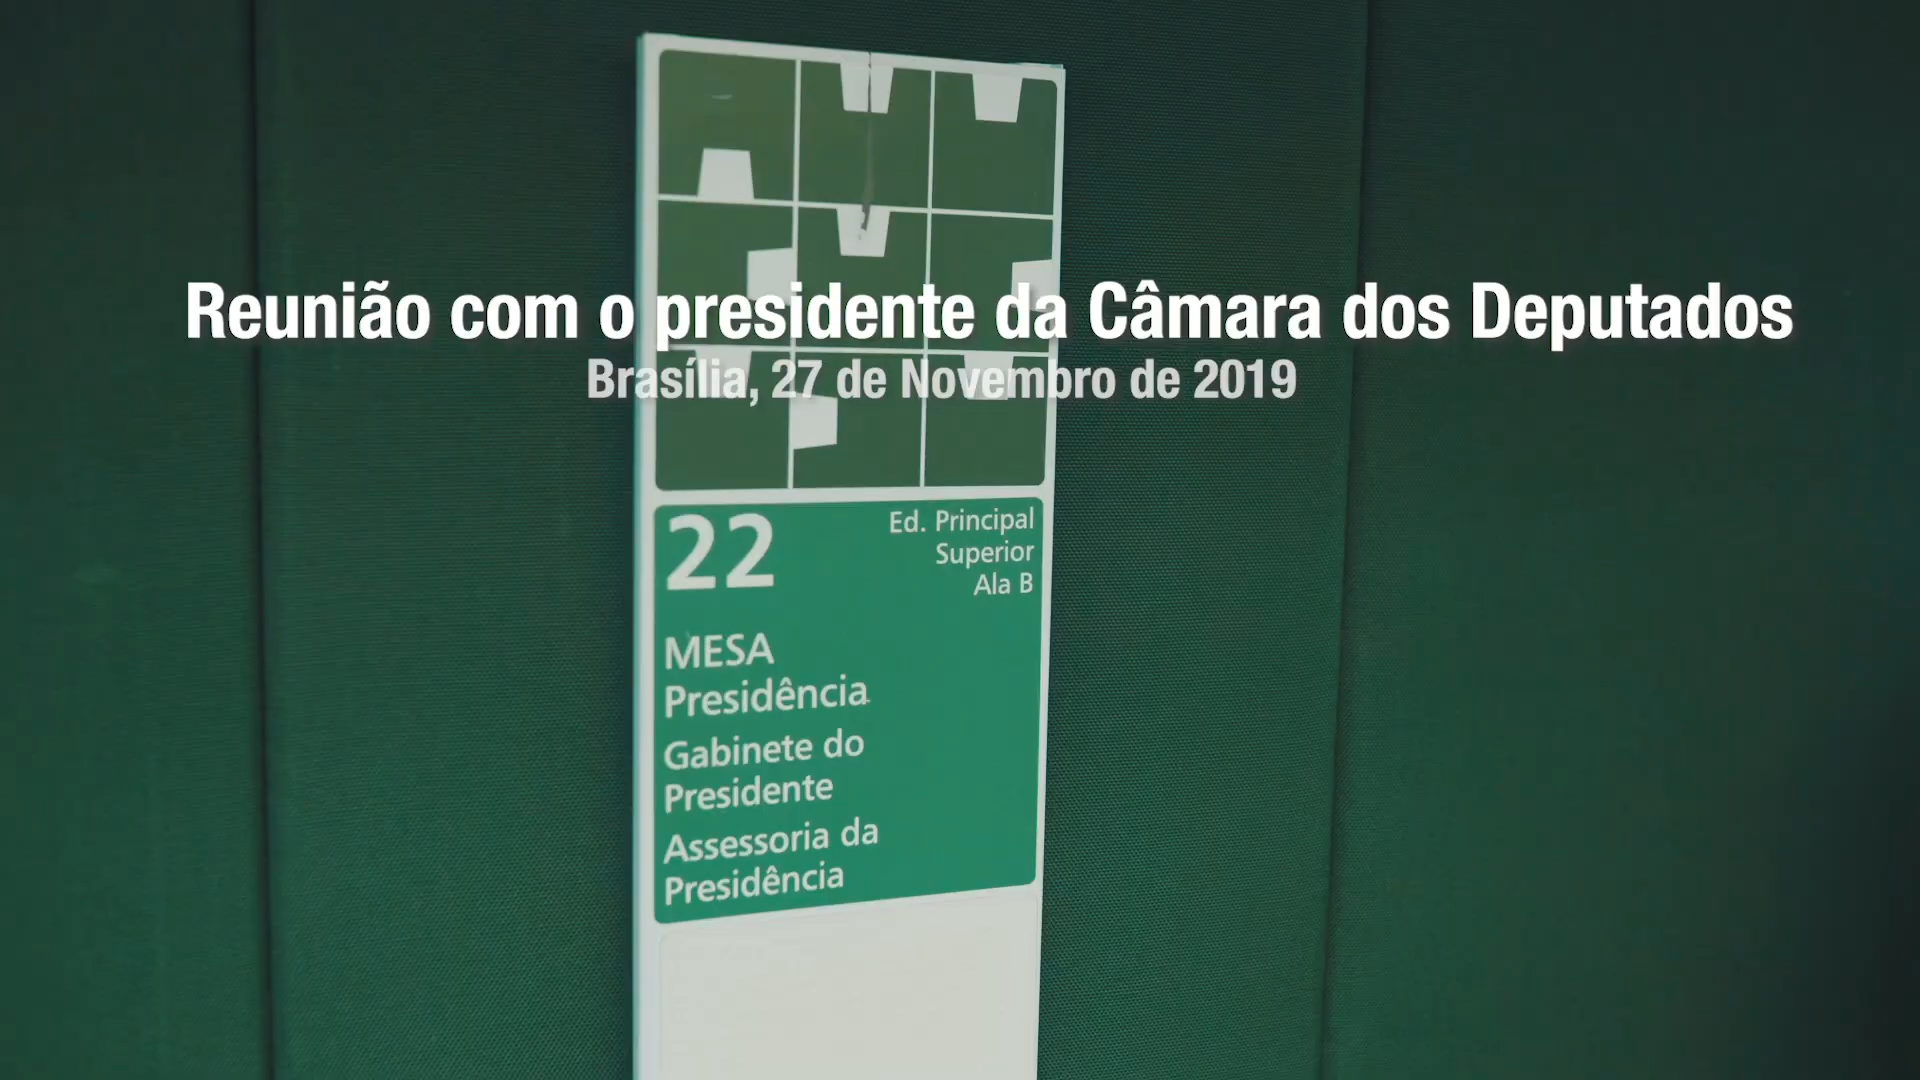 Reunião com o presidente da Câmara dos Deputados
Brasília, 27 de Novembro de 2019
22
Ed. Principal
Superior
Ala B
MESA
Presidência
Gabinete do
Presidente
Assessoria da
Presidência